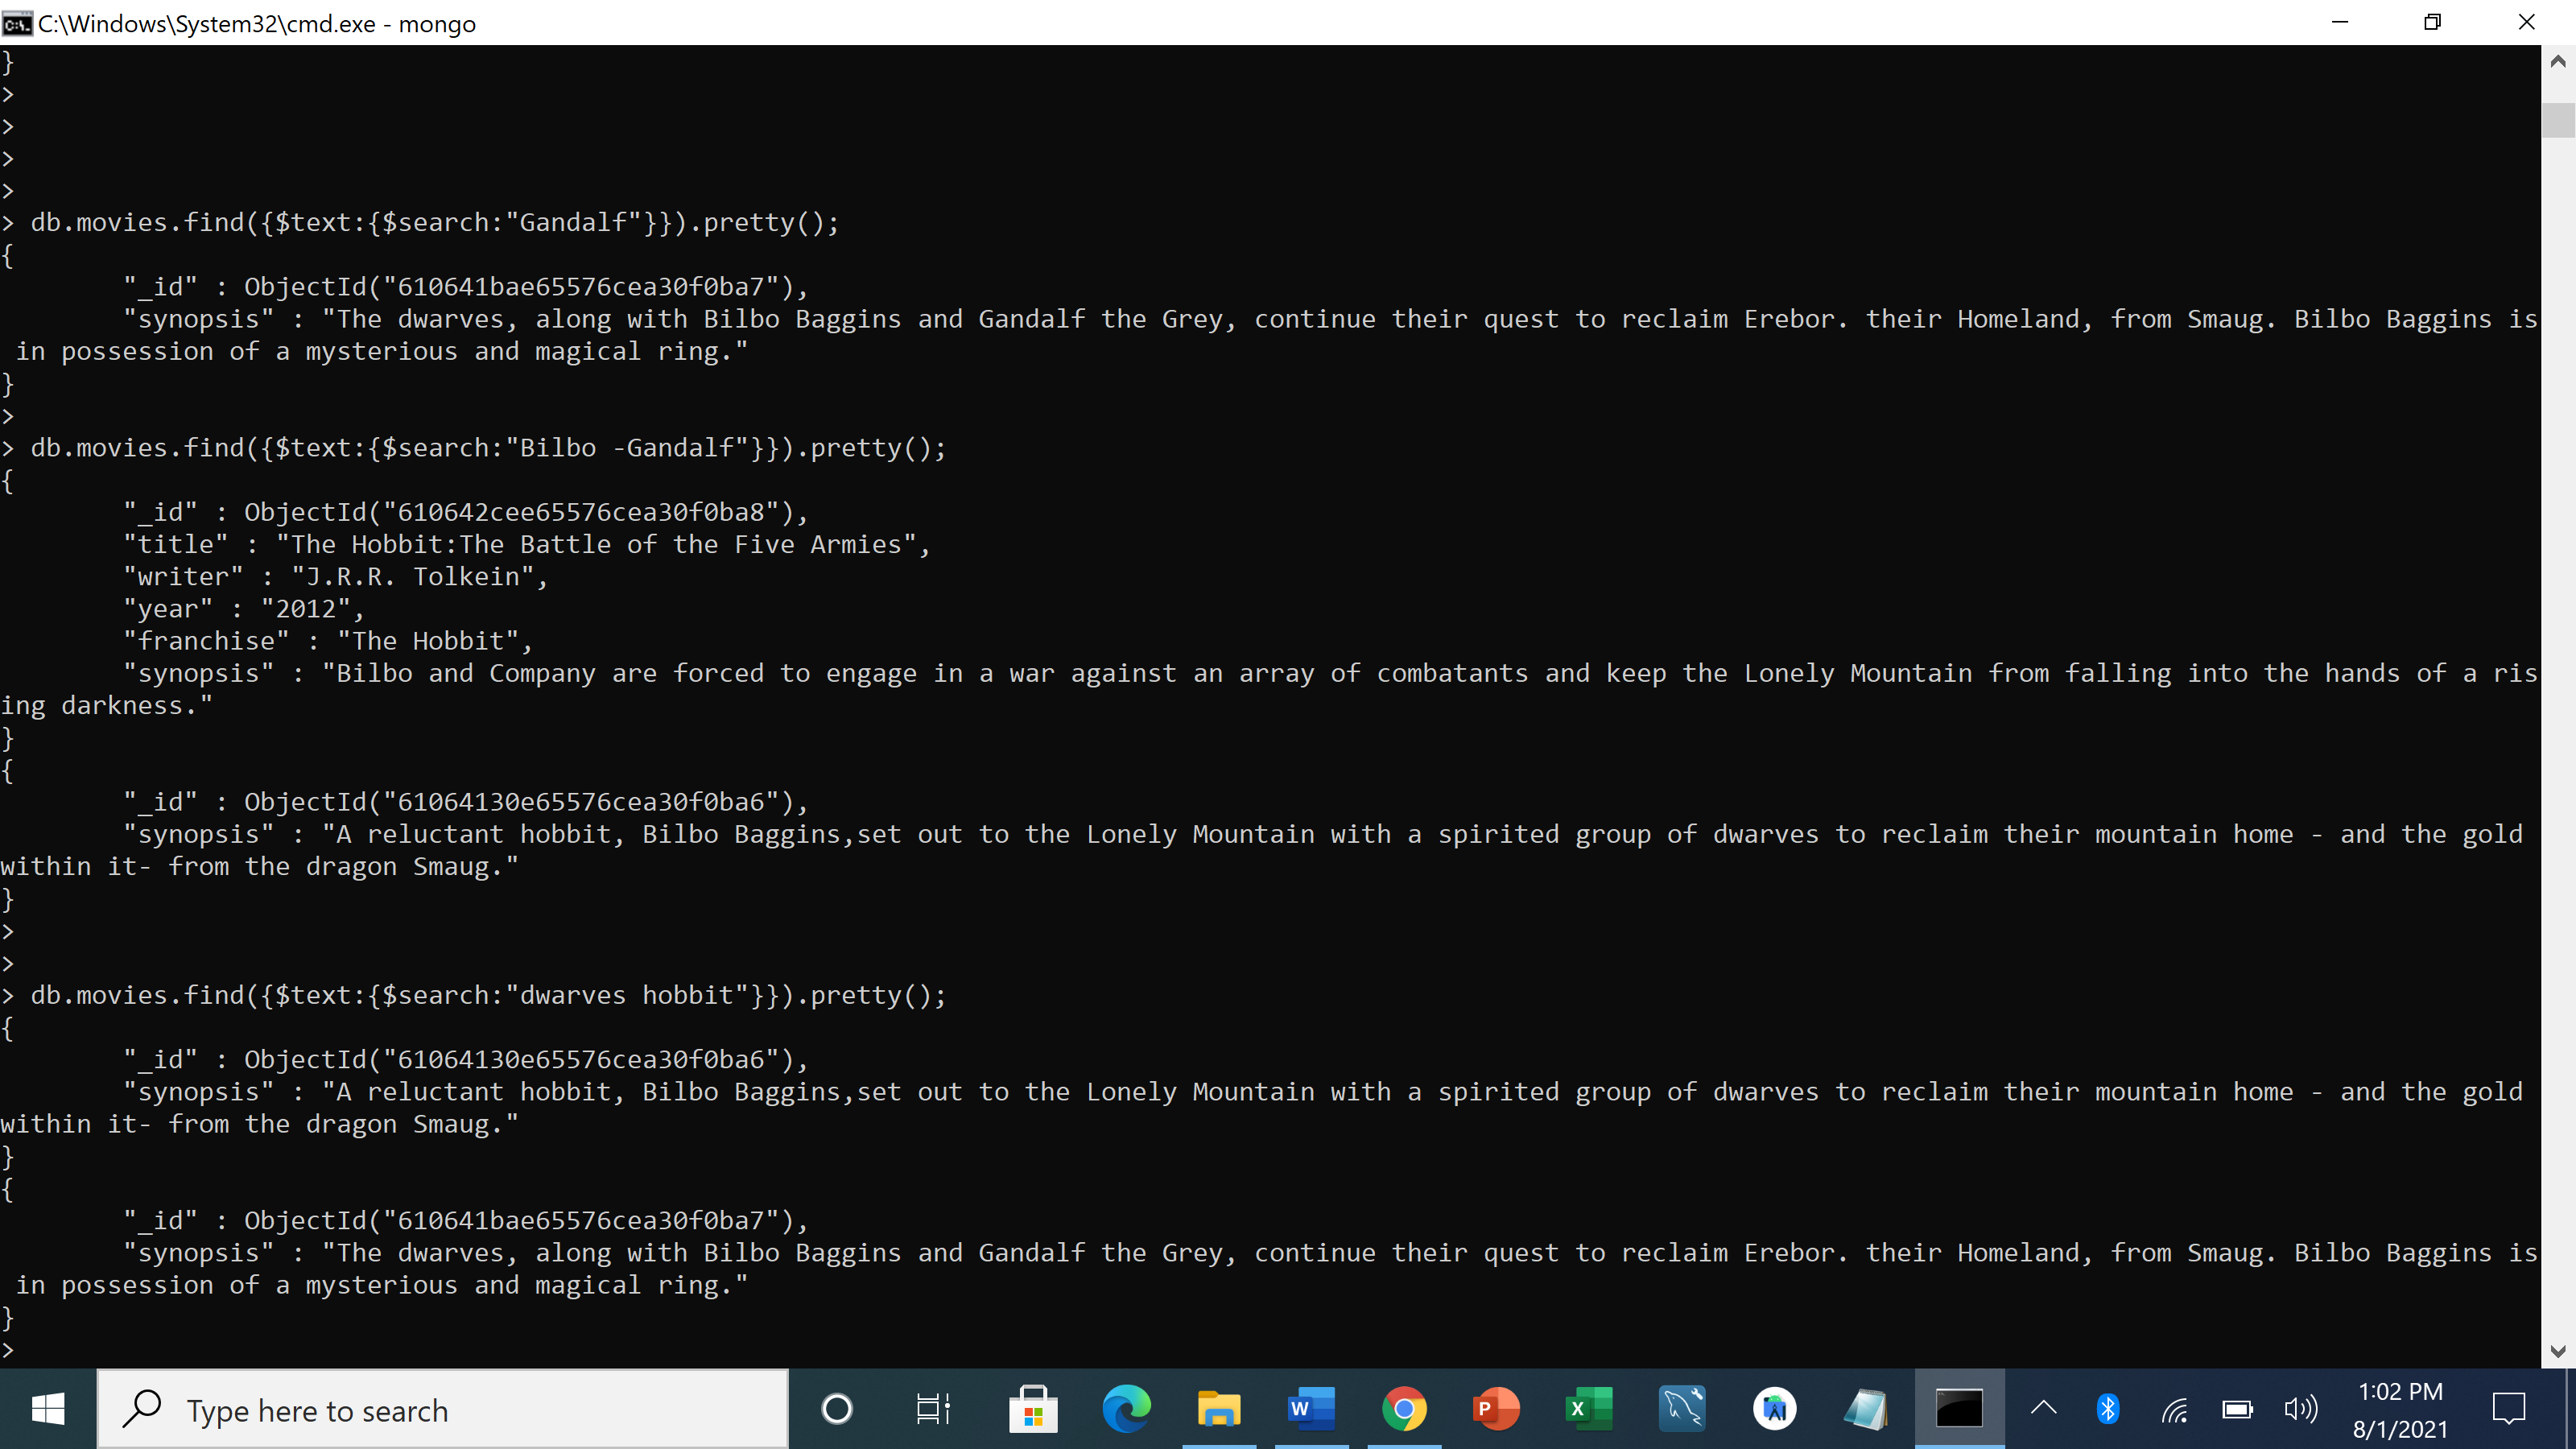 C:\Windows\System32\cmd.exe - mongo
}
>
>
>
>
> db.movies.find({$text:{$search:"Gandalf"}}).pretty();
{
        "_id" : ObjectId("610641bae65576cea30f0ba7"),
        "synopsis" : "The dwarves, along with Bilbo Baggins and Gandalf the Grey, continue their quest to reclaim Erebor. their Homeland, from Smaug. Bilbo Baggins is
 in possession of a mysterious and magical ring."
}
>
> db.movies.find({$text:{$search:"Bilbo -Gandalf"}}).pretty();
{
        "_id" : ObjectId("610642cee65576cea30f0ba8"),
        "title" : "The Hobbit:The Battle of the Five Armies",
        "writer" : "J.R.R. Tolkein",
        "year" : "2012",
        "franchise" : "The Hobbit",
        "synopsis" : "Bilbo and Company are forced to engage in a war against an array of combatants and keep the Lonely Mountain from falling into the hands of a ris
ing darkness."
}
{
        "_id" : ObjectId("61064130e65576cea30f0ba6"),
        "synopsis" : "A reluctant hobbit, Bilbo Baggins,set out to the Lonely Mountain with a spirited group of dwarves to reclaim their mountain home - and the gold
within it- from the dragon Smaug."
}
>
>
> db.movies.find({$text:{$search:"dwarves hobbit"}}).pretty();
{
        "_id" : ObjectId("61064130e65576cea30f0ba6"),
        "synopsis" : "A reluctant hobbit, Bilbo Baggins,set out to the Lonely Mountain with a spirited group of dwarves to reclaim their mountain home - and the gold
within it- from the dragon Smaug."
}
{
        "_id" : ObjectId("610641bae65576cea30f0ba7"),
        "synopsis" : "The dwarves, along with Bilbo Baggins and Gandalf the Grey, continue their quest to reclaim Erebor. their Homeland, from Smaug. Bilbo Baggins is
 in possession of a mysterious and magical ring."
}
>
Type here to search
1:02 PM
8/1/2021